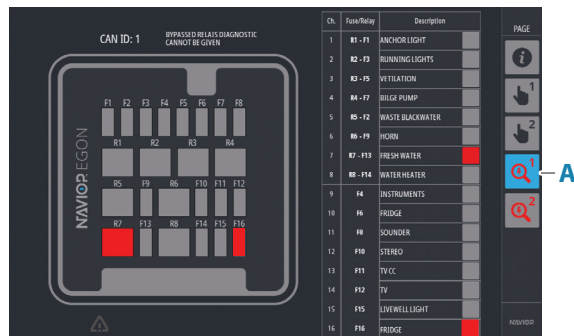 CAN ID: 1
BYPASSED RELAIS DIAGNOSTIC
CANNOT BE GIVEN
F1 F2 F3 F4 F5 F6 F7 F8
R1 R2 R3 R4
R5 F9 R6 F10 F11 F12
R7 F13 R8 F14 F15 F16
NAVIOP. EGON
Ch. Fuse/Relay Description
1 R1 - F1 ANCHOR LIGHT
2 R2 - F3 RUNNING LIGHTS
3 R3 - F5 VETILATION
4 R4 - F7 BILGE PUMP
5 R5 - F2 WASTE BLACKWATER
6 R6 - F9 HORN
7 R7 - F13 FRESH WATER
8 R8 - F14 WATER HEATER
9 F4 INSTRUMENTS
10 F6 FRIDGE
11 F8 SOUNDER
12 F10 STEREO
13 F11 TV CC
14 F12 TV
15 F15 LIVEWELL LIGHT
16 F16 FRIDGE
PAGE
i
1
2
1
2
NAVIOP.
A